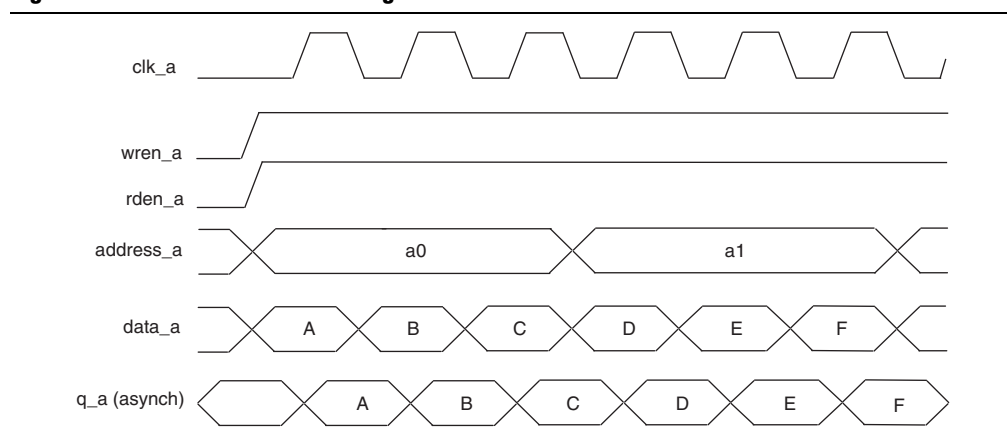 clk_a
wren_a
rden_a
address_a a0 a1
data_a A B C D E F
q_a (asynch) A B C D E F